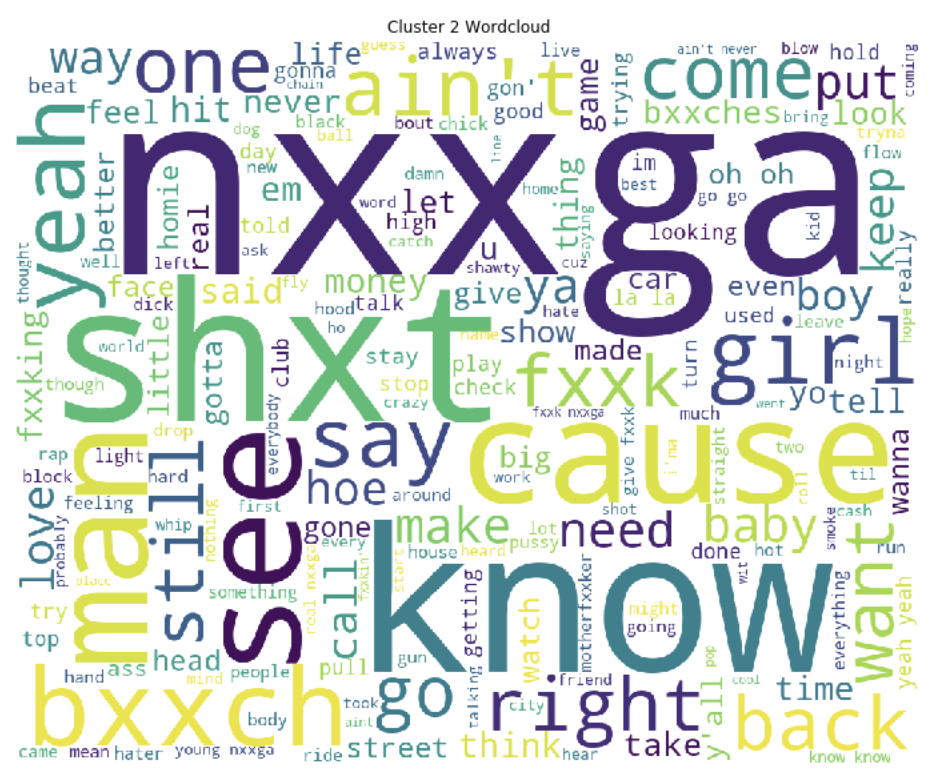 Cluster 2 Wordcloud
way one life guess always live ain't never blow hold coming
beat gonna chain ain't gon' good game trying come put
feel hit never black ball bout chick line bxxches bring look
yeah dog day new em damn home thing im best oh oh tryna flow
nxxga
better homie real told ask word let high catch u shawty cuz saying go go looking kid keep really
thought well left face dick said fly money hood ho talk give ya hate car la la even boy used leave hope
shxt
fxxking world though little gotta club stay stop crazy play check name show made fxxk turn girl night went yo tell
man still see everybody drop say fxxk nxxga much cause
rap block light hard feeling hoe around big work give fxxk i'ma straight two roll til wanna
love probably place whip nothing first gone make lot pussy shot need baby smoke cash want
try top something real nxxga every fxxkin' call start house heard getting know watch motherfxxker might going done hot wit everything run yeah yeah
hand ass head mind people pull gun talking friend pop cool time
bxxch body took aint go city right y'all back
came mean hater young nxxga ride street think hear take know know